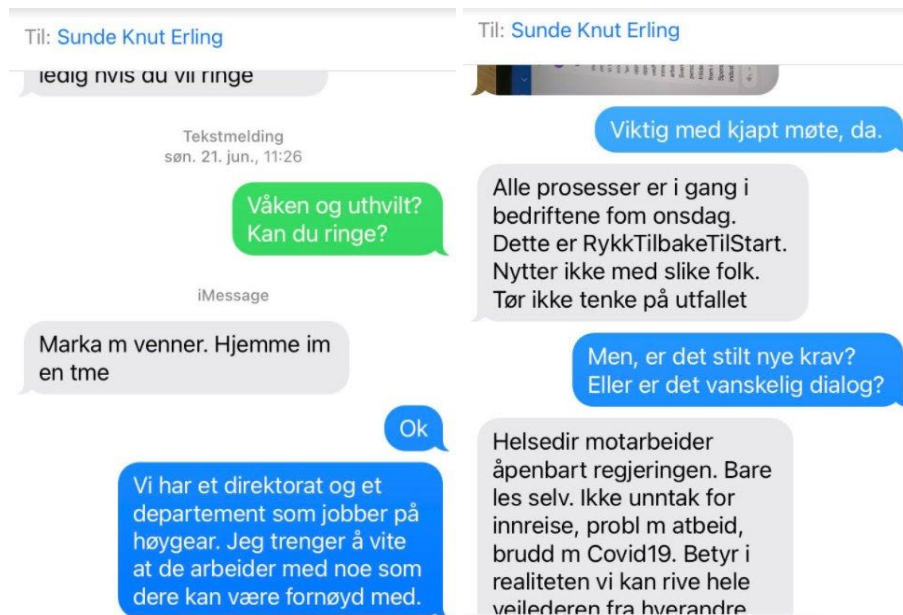 Til: Sunde Knut Erling
ledig hvis du vil ringe
Tekstmelding
søn. 21. jun., 11:26
Våken og uthvilt?
Kan du ringe?
iMessage
Marka m venner. Hjemme im
en tme
Ok
Vi har et direktorat og et
departement som jobber på
høygear. Jeg trenger å vite
at de arbeider med noe som
dere kan være fornøyd med.
Til: Sunde Knut Erling
Viktig med kjapt møte, da.
Alle prosesser er i gang i
bedriftene fom onsdag.
Dette er RykkTilbakeTilStart.
Nytter ikke med slike folk.
Tør ikke tenke på utfallet
Men, er det stilt nye krav?
Eller er det vanskelig dialog?
Helsedir motarbeider
åpenbart regjeringen. Bare
les selv. Ikke unntak for
innreise, probl m atbeid,
brudd m Covid19. Betyr i
realiteten vi kan rive hele
veilederen fra hverandre